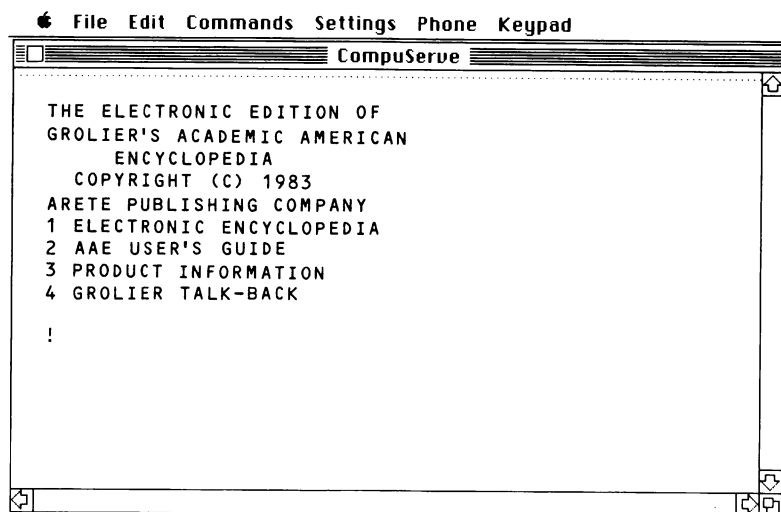 File Edit Commands Settings Phone Keypad
CompuServe
THE ELECTRONIC EDITION OF
GROLIER'S ACADEMIC AMERICAN
ENCYCLOPEDIA
COPYRIGHT (C) 1983
ARETE PUBLISHING COMPANY
1 ELECTRONIC ENCYCLOPEDIA
2 AAE USER'S GUIDE
3 PRODUCT INFORMATION
4 GROLIER TALK-BACK
!